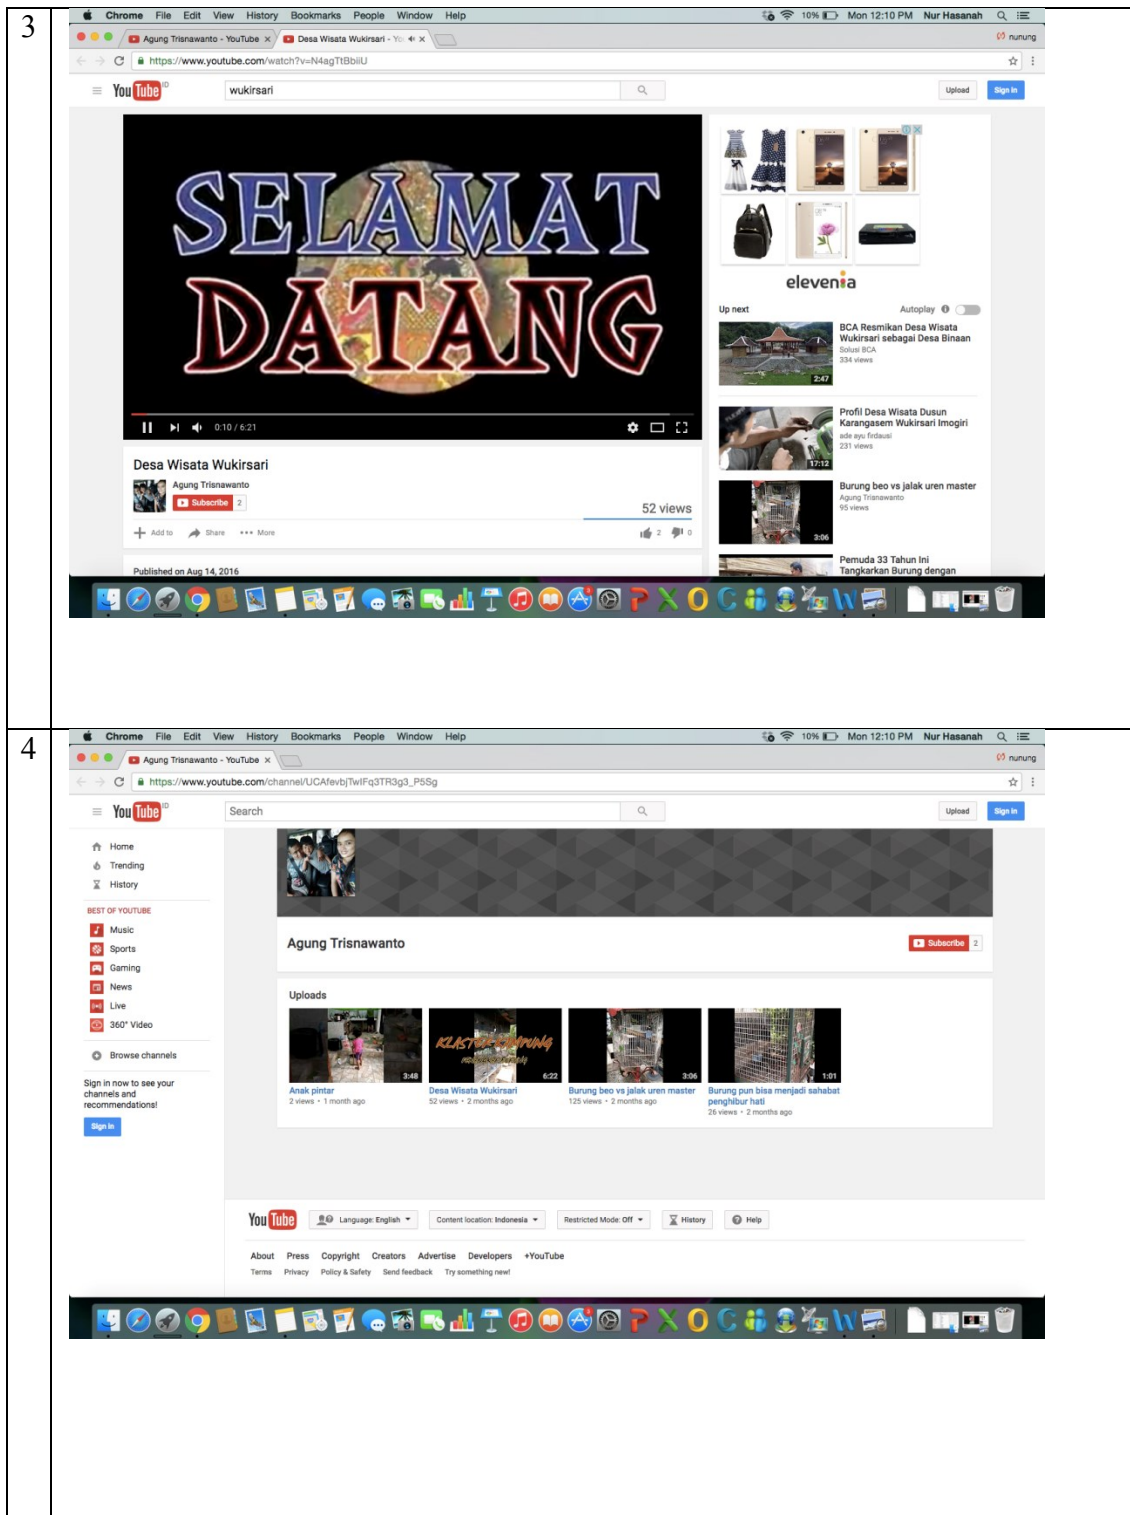 3
Chrome File Edit View History Bookmarks People Window Help 10% Mon 12:10 PM Nur Hasanah
Agung Trisnawanto - YouTube × Desa Wisata Wukirsari - Yo × nunung
https://www.youtube.com/watch?v=N4agTtBbiiU
YouTube ID wukirsari Upload Sign in
SELAMAT
DATANG
0:10 / 6:21
Desa Wisata Wukirsari
Agung Trisnawanto
Subscribe 2
52 views
Add to Share More 2 0
Published on Aug 14, 2016
elevenia
Up next Autoplay
BCA Resmikan Desa Wisata
Wukirsari sebagai Desa Binaan
Solusi BCA
334 views
2:47
Profil Desa Wisata Dusun
Karangasem Wukirsari Imogiri
ade ayu firdausi
231 views
17:12
Burung beo vs jalak uren master
Agung Trisnawanto
95 views
3:06
Pemuda 33 Tahun Ini
Tangkarkan Burung dengan
4
Chrome File Edit View History Bookmarks People Window Help 10% Mon 12:10 PM Nur Hasanah
Agung Trisnawanto - YouTube × nunung
https://www.youtube.com/channel/UCAfevbjTwIFq3TR3g3_P5Sg
YouTube ID Search Upload Sign in
Home
Trending
History
BEST OF YOUTUBE
Music
Sports
Gaming
News
Live
360° Video
Browse channels
Sign in now to see your
channels and
recommendations!
Sign in
Agung Trisnawanto Subscribe 2
Uploads
KLASTER KAMPUNG
3:48 6:22 3:06 1:01
Anak pintar
2 views • 1 month ago
Desa Wisata Wukirsari
52 views • 2 months ago
Burung beo vs jalak uren master
125 views • 2 months ago
Burung pun bisa menjadi sahabat
penghibur hati
26 views • 2 months ago
YouTube Language: English Content location: Indonesia Restricted Mode: Off History Help
About Press Copyright Creators Advertise Developers +YouTube
Terms Privacy Policy & Safety Send feedback Try something new!